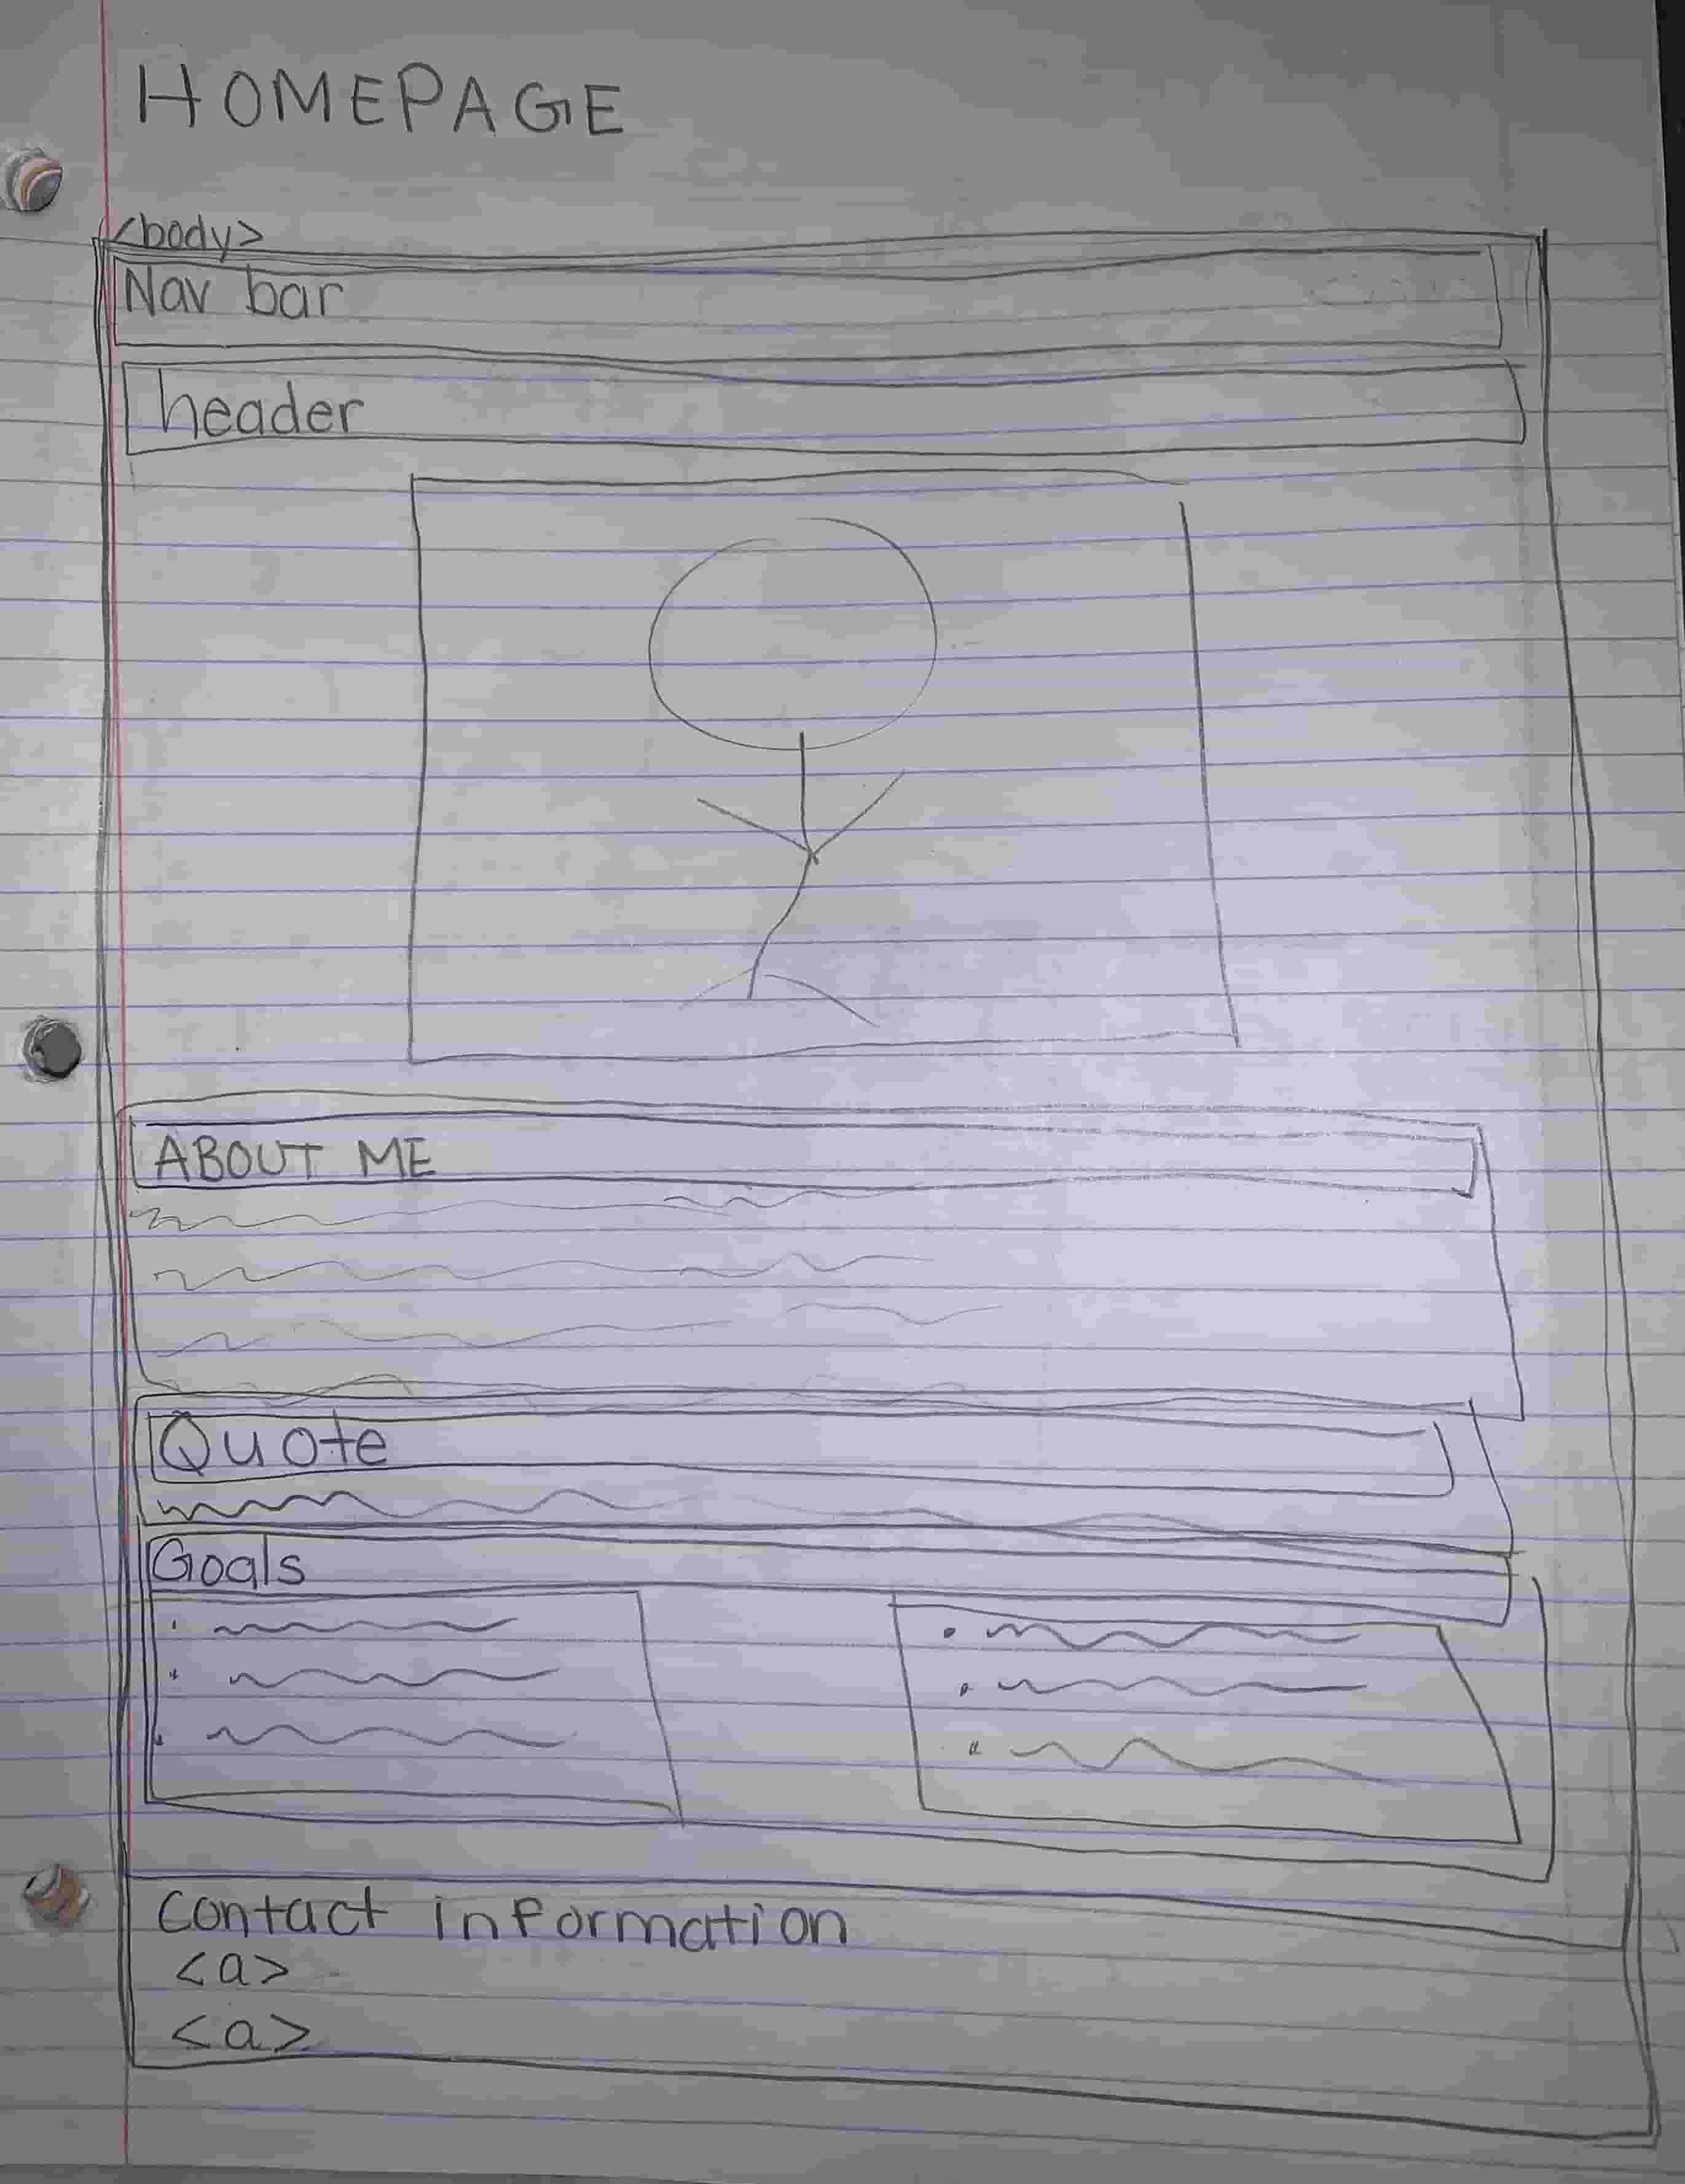 HOMEPAGE
<body>
Nav bar
header
ABOUT ME
Quote
Goals
Contact information
<a>
<a>